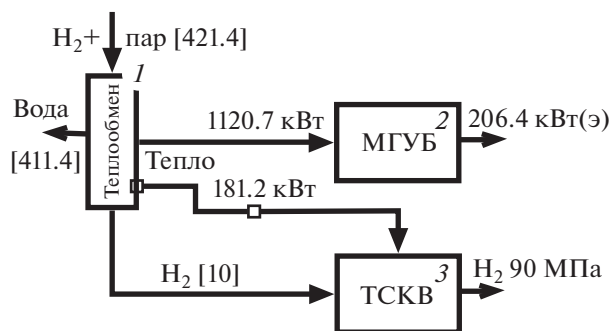 H₂+ пар [421.4]
1
Вода
[411.4]
Теплообмен
1120.7 кВт
Тепло
181.2 кВт
2
МГУБ
206.4 кВт(э)
H₂ [10]
3
ТСКВ
H₂ 90 МПа